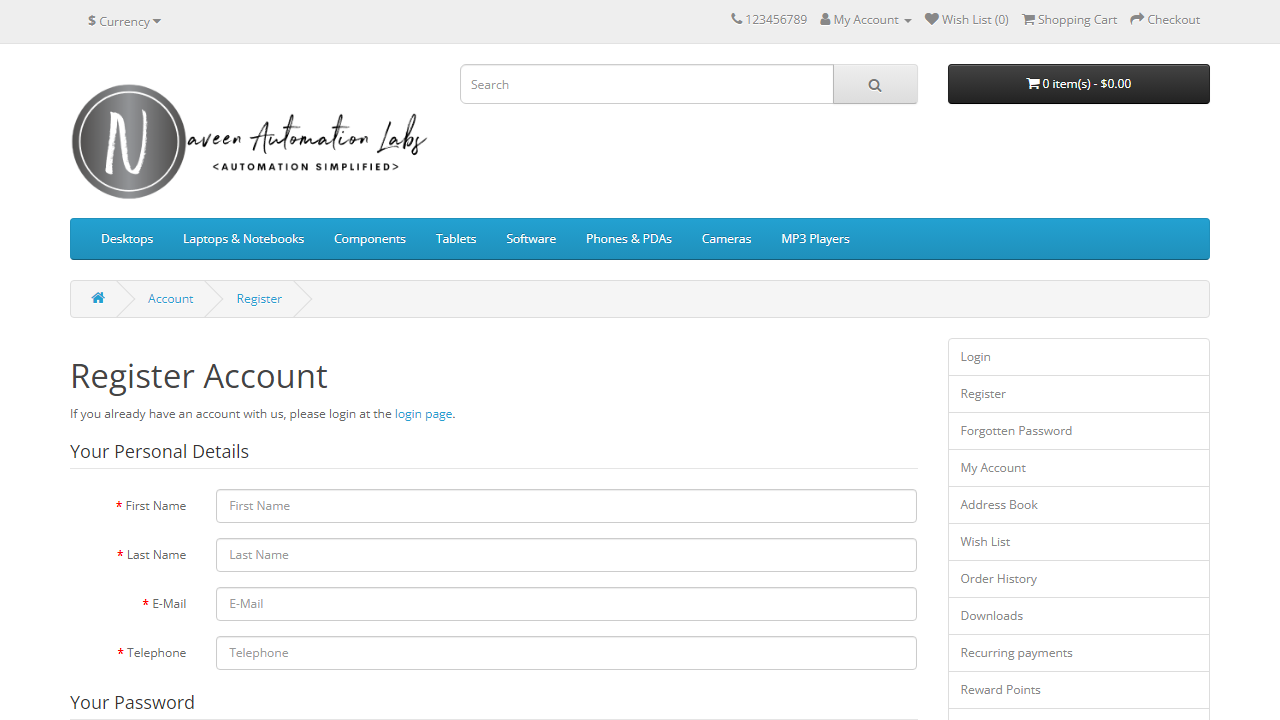 $ Currency
123456789 My Account Wish List (0) Shopping Cart Checkout
Search
0 item(s) - $0.00
N
aveen Automation Labs
<AUTOMATION SIMPLIFIED>
Desktops Laptops & Notebooks Components Tablets Software Phones & PDAs Cameras MP3 Players
Account Register
Register Account
If you already have an account with us, please login at the login page.
Your Personal Details
* First Name First Name
* Last Name Last Name
* E-Mail E-Mail
* Telephone Telephone
Your Password
Login
Register
Forgotten Password
My Account
Address Book
Wish List
Order History
Downloads
Recurring payments
Reward Points